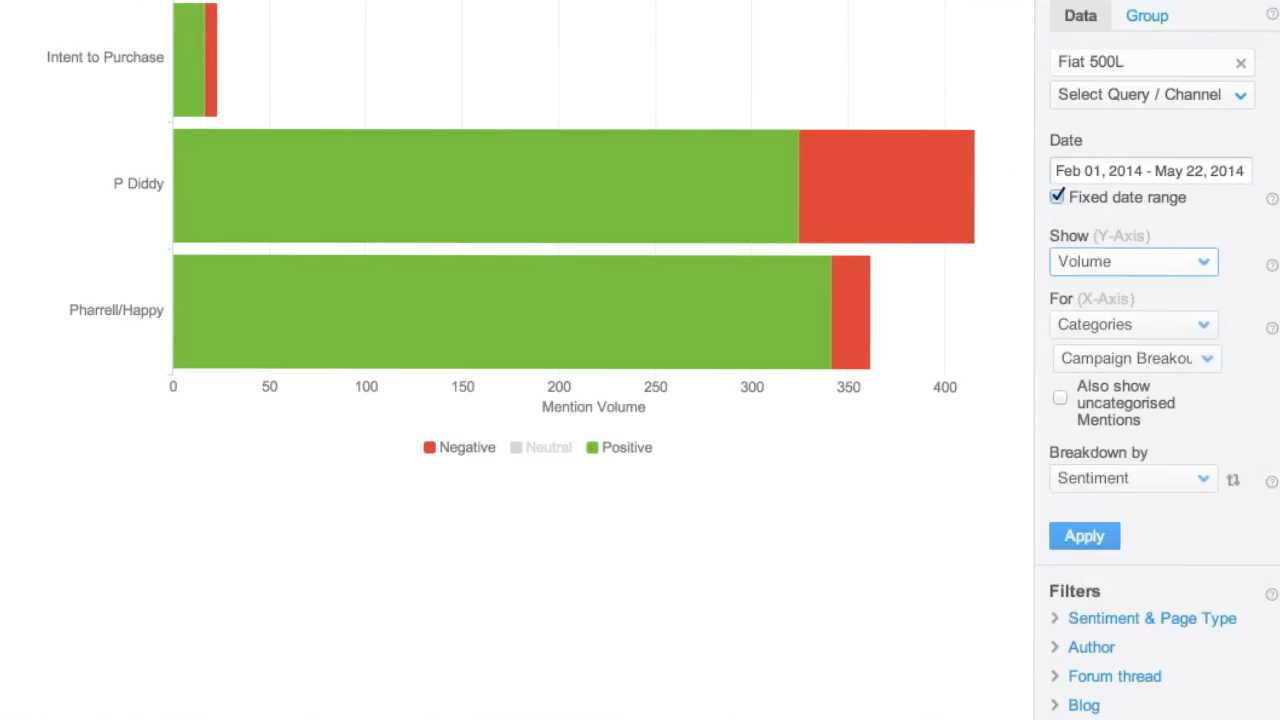 Intent to Purchase
P Diddy
Pharrell/Happy
0 50 100 150 200 250 300 350 400
Mention Volume
Negative Neutral Positive
Data Group
Fiat 500L
Select Query / Channel
Date
Feb 01, 2014 - May 22, 2014
Fixed date range
Show (Y-Axis)
Volume
For (X-Axis)
Categories
Campaign Breakou
Also show
uncategorised
Mentions
Breakdown by
Sentiment
Apply
Filters
Sentiment & Page Type
Author
Forum thread
Blog